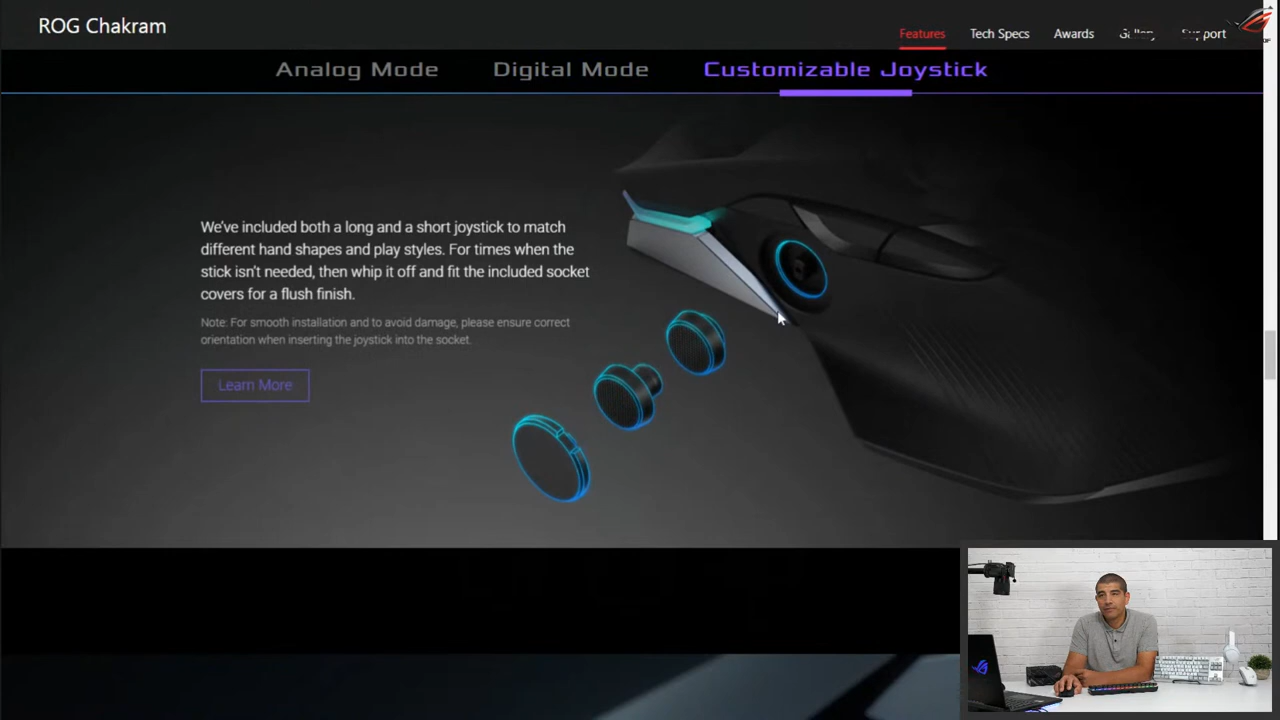 ROG Chakram
Features Tech Specs Awards Gallery Support
Analog Mode Digital Mode Customizable Joystick
We've included both a long and a short joystick to match
different hand shapes and play styles. For times when the
stick isn't needed, then whip it off and fit the included socket
covers for a flush finish.
Note: For smooth installation and to avoid damage, please ensure correct
orientation when inserting the joystick into the socket.
Learn More